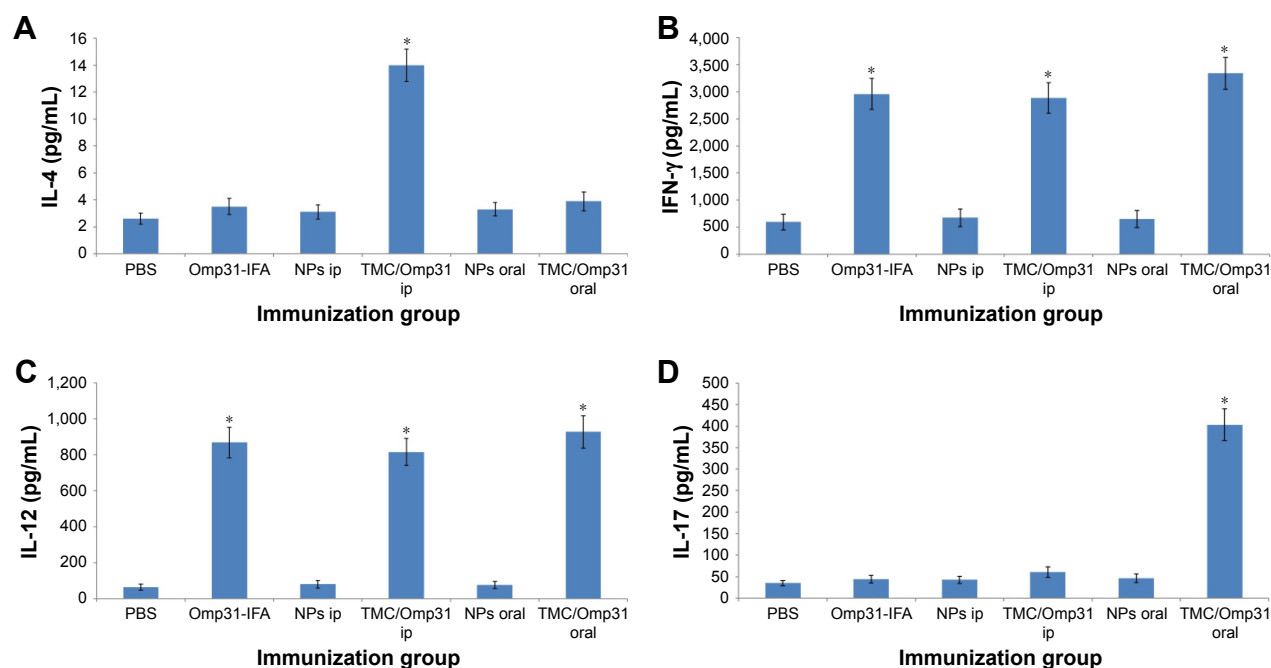 A
IL-4 (pg/mL)
16
14
12
10
8
6
4
2
0
*
PBS Omp31-IFA NPs ip TMC/Omp31 NPs oral TMC/Omp31
ip oral
Immunization group
B
IFN-γ (pg/mL)
4,000
3,500
3,000
2,500
2,000
1,500
1,000
500
0
* * *
PBS Omp31-IFA NPs ip TMC/Omp31 NPs oral TMC/Omp31
ip oral
Immunization group
C
IL-12 (pg/mL)
1,200
1,000
800
600
400
200
0
* * *
PBS Omp31-IFA NPs ip TMC/Omp31 NPs oral TMC/Omp31
ip oral
Immunization group
D
IL-17 (pg/mL)
500
450
400
350
300
250
200
150
100
50
0
*
PBS Omp31-IFA NPs ip TMC/Omp31 NPs oral TMC/Omp31
ip oral
Immunization group